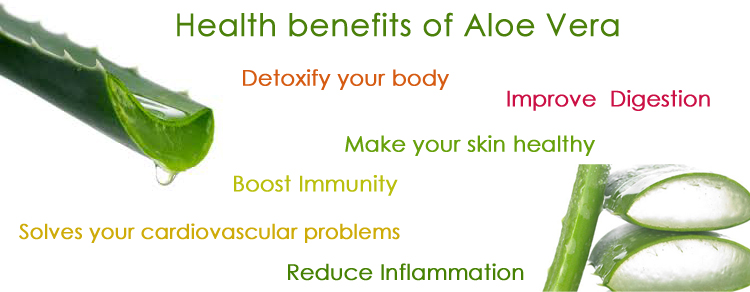 Health benefits of Aloe Vera
Detoxify your body
Improve Digestion
Make your skin healthy
Boost Immunity
Solves your cardiovascular problems
Reduce Inflammation